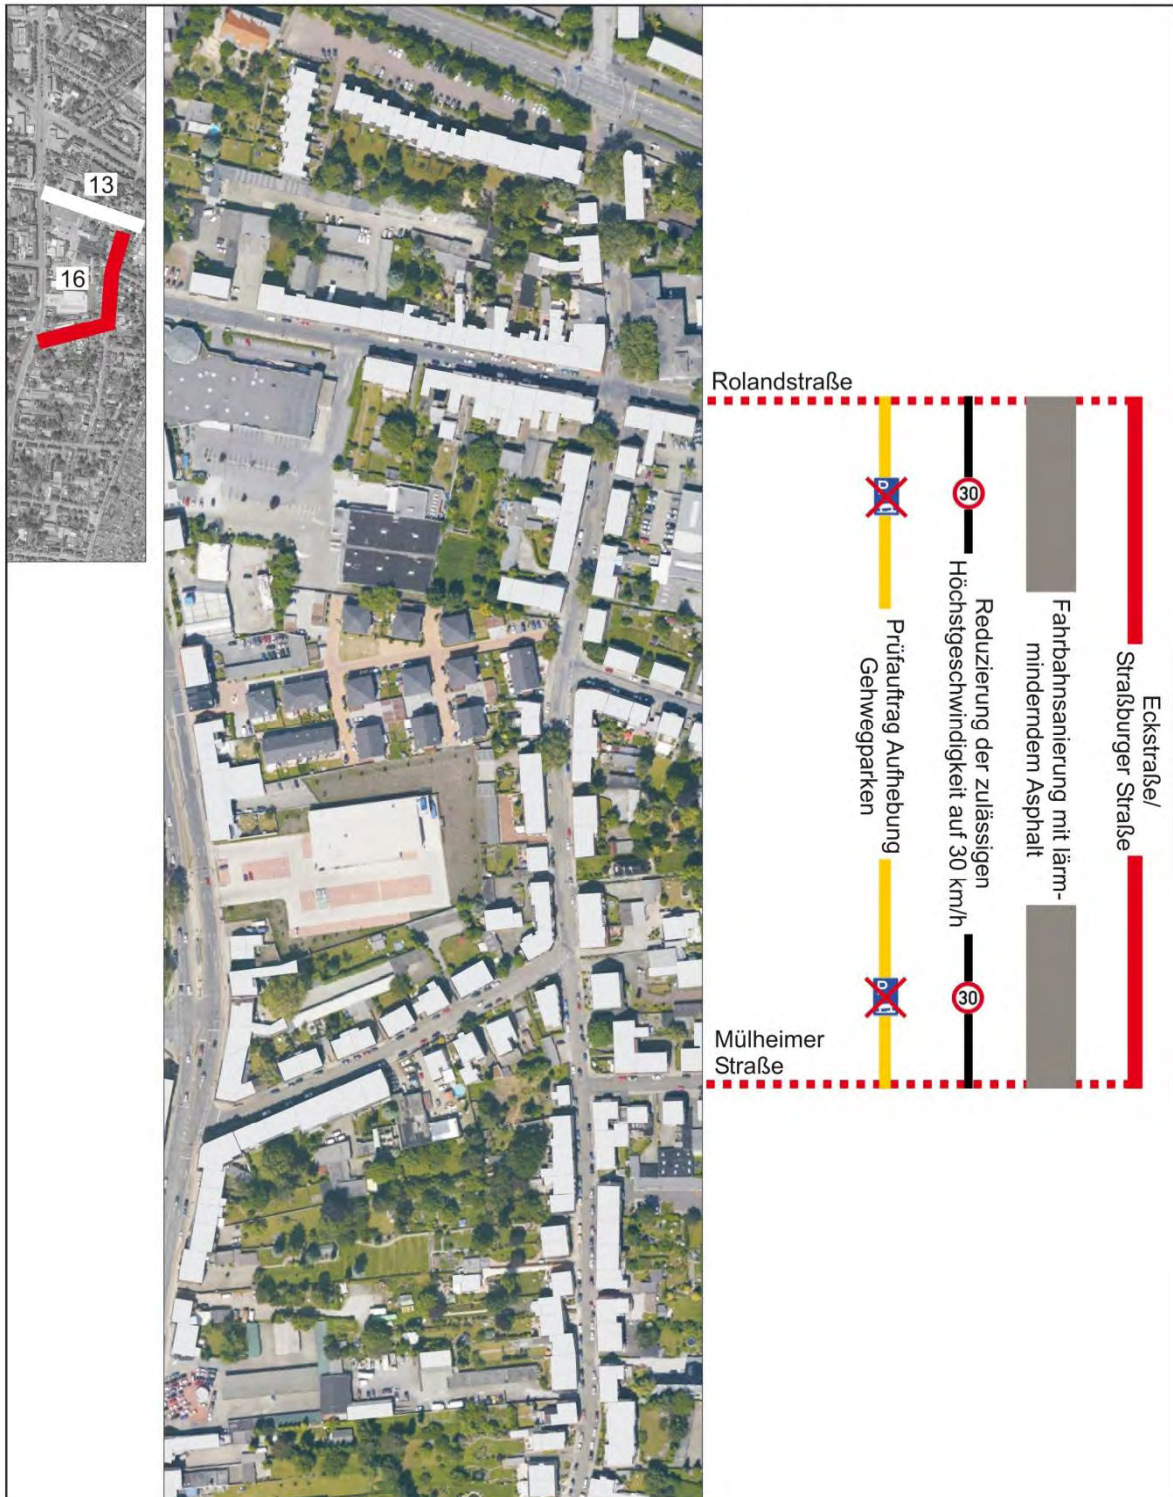 13
16
Rolandstraße
Mülheimer
Straße
30
30
Eckstraße/
Straßburger Straße
Fahrbahnsanierung mit lärm-
minderndem Asphalt
Reduzierung der zulässigen
Höchstgeschwindigkeit auf 30 km/h
Prüfauftrag Aufhebung
Gehwegparken
P
P